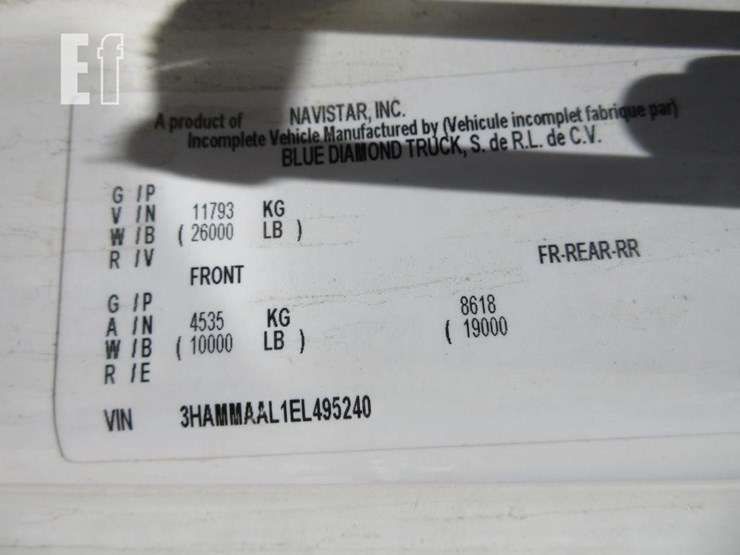 Ef
A product of NAVISTAR, INC.
Incomplete Vehicle Manufactured by (Vehicule incomplet fabrique par)
BLUE DIAMOND TRUCK, S. de R.L. de C.V.
G /P
V /N 11793 KG
W /B ( 26000 LB )
R /V
FRONT FR-REAR-RR
G /P
A /N 4535 KG 8618
W /B ( 10000 LB ) ( 19000
R /E
VIN 3HAMMAAL1EL495240